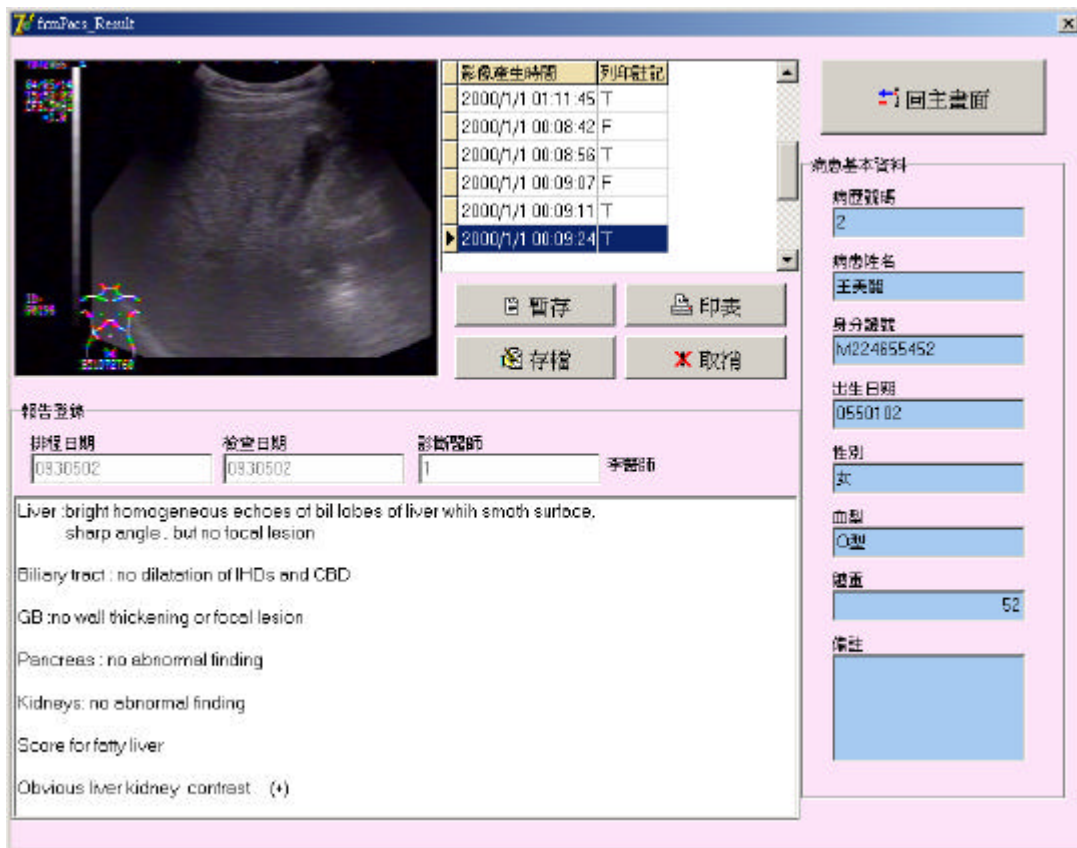 frmPacs_Result
影像產生時間 列印註記
2000/1/1 01:11:45 T
2000/1/1 00:08:42 F
2000/1/1 00:08:56 T
2000/1/1 00:09:07 F
2000/1/1 00:09:11 T
2000/1/1 00:09:24 T
暫存
印表
存檔
取消
回主畫面
病患基本資料
病歷號碼
2
病患姓名
王美麗
身分證號
M224655452
出生日期
0550102
性別
女
血型
O型
體重
52
備註
報告登錄
排程日期 檢查日期 診斷醫師
0930502 0930502 1 李醫師
Liver :bright homogeneous echoes of bil lobes of liver whih smoth surface,
sharp angle . but no focal lesion
Biliary tract : no dilatation of IHDs and CBD
GB :no wall thickening or focal lesion
Pancreas : no abnormal finding
Kidneys: no abnormal finding
Score for fatty liver
Obvious liver kidney contrast (+)